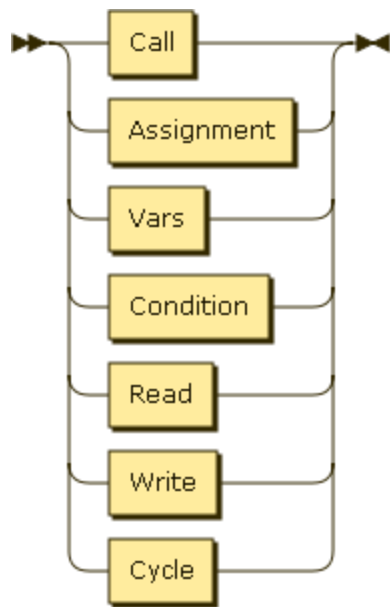 Call
Assignment
Vars
Condition
Read
Write
Cycle